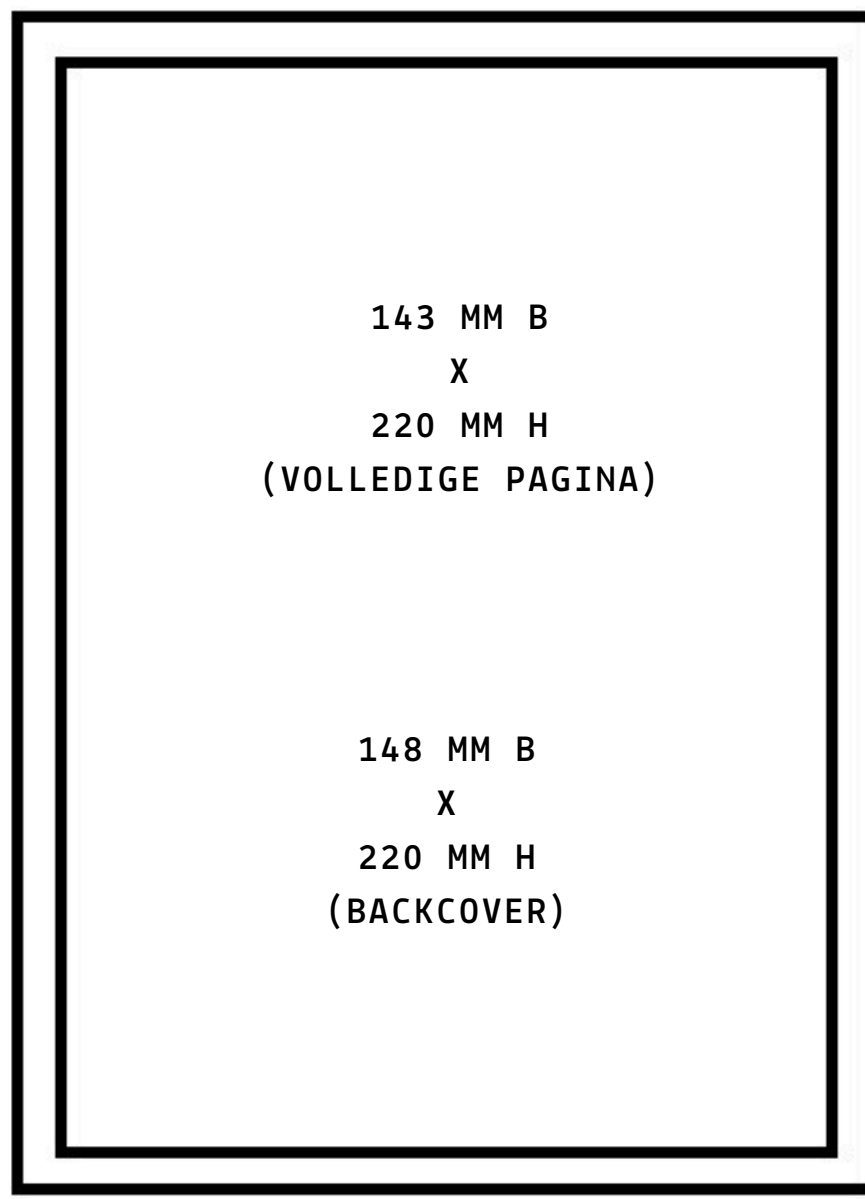 143 MM B
X
220 MM H
(VOLLEDIGE PAGINA)
148 MM B
X
220 MM H
(BACKCOVER)